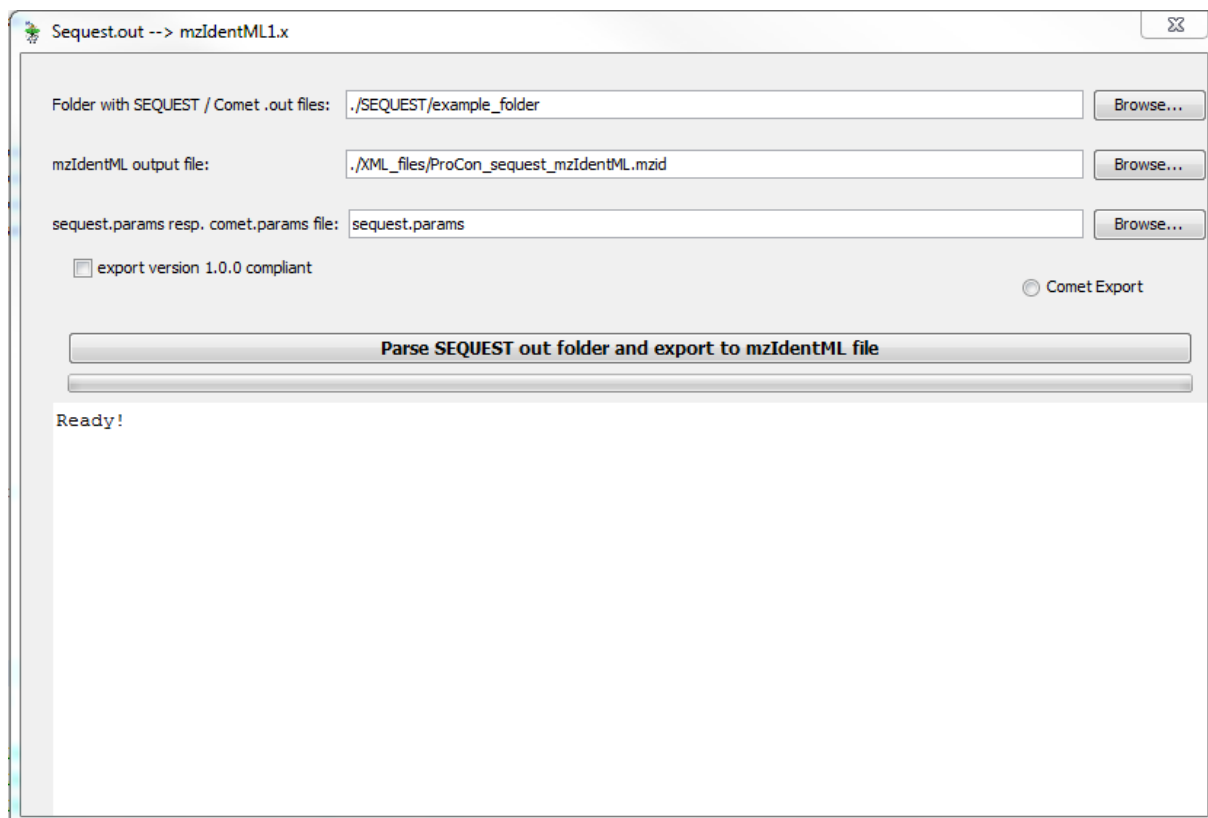 Sequest.out --> mzIdentML1.x
Folder with SEQUEST / Comet .out files: ./SEQUEST/example_folder Browse...
mzIdentML output file: ./XML_files/ProCon_sequest_mzIdentML.mzid Browse...
sequest.params resp. comet.params file: sequest.params Browse...
export version 1.0.0 compliant
Comet Export
Parse SEQUEST out folder and export to mzIdentML file
Ready!